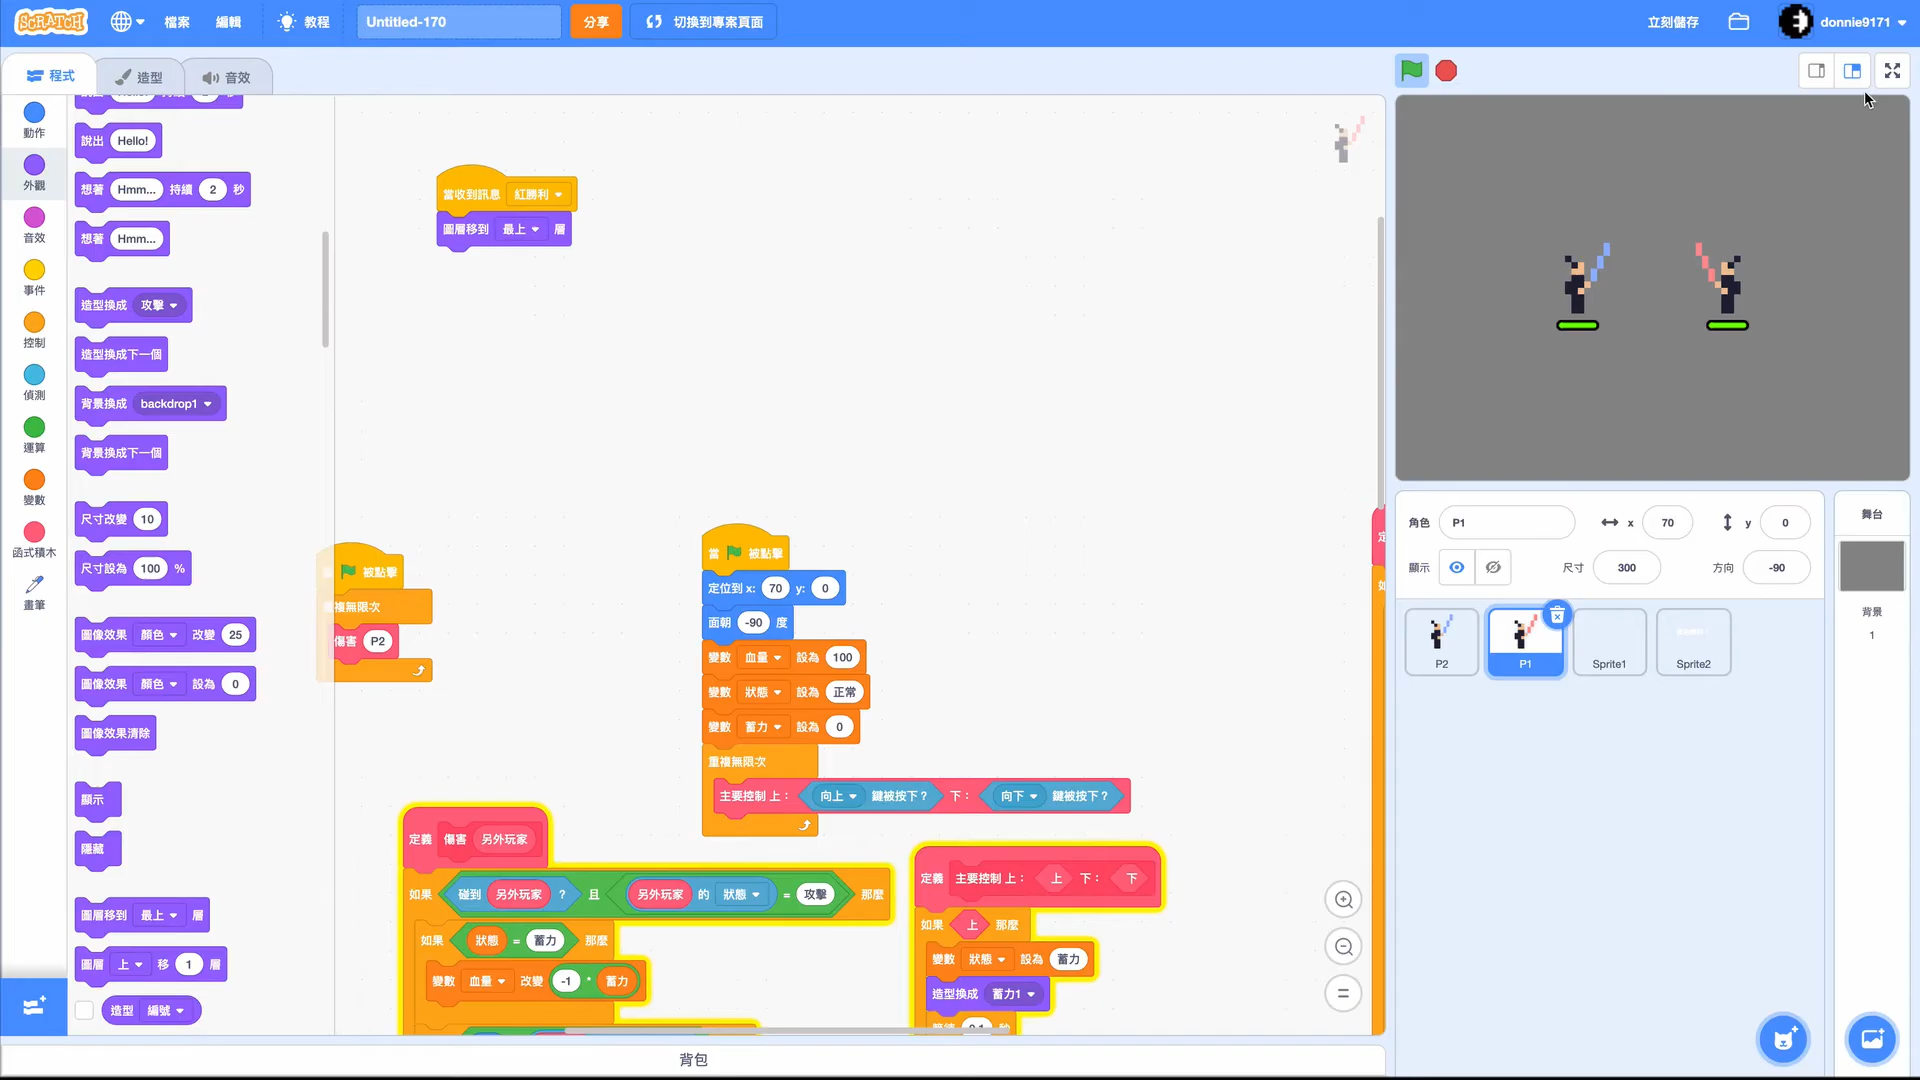 SCRATCH
檔案
編輯
教程
Untitled-170
分享
切換到專案頁面
立刻儲存
donnie9171
程式
造型
音效
動作
外觀
音效
事件
控制
偵測
運算
變數
函式積木
畫筆
說出 Hello!
想著 Hmm... 持續 2 秒
想著 Hmm...
造型換成 攻擊
造型換成下一個
背景換成 backdrop1
背景換成下一個
尺寸改變 10
尺寸設為 100 %
圖像效果 顏色 改變 25
圖像效果 顏色 設為 0
圖像效果清除
顯示
隱藏
圖層移到 最上 層
圖層 上 移 1 層
造型 編號
當收到訊息 紅勝利
圖層移到 最上 層
被點擊
重複無限次
傷害 P2
當 被點擊
定位到 x: 70 y: 0
面朝 -90 度
變數 血量 設為 100
變數 狀態 設為 正常
變數 蓄力 設為 0
重複無限次
主要控制 上： 向上 鍵被按下？ 下： 向下 鍵被按下？
定義 傷害 另外玩家
如果 碰到 另外玩家 ？ 且 另外玩家 的 狀態 = 攻擊 那麼
如果 狀態 = 蓄力 那麼
變數 血量 改變 -1 * 蓄力
定義 主要控制 上： 上 下： 下
如果 上 那麼
變數 狀態 設為 蓄力
造型換成 蓄力1
背包
角色 P1 x 70 y 0
顯示 尺寸 300 方向 -90
P2
P1
Sprite1
Sprite2
舞台
背景
1